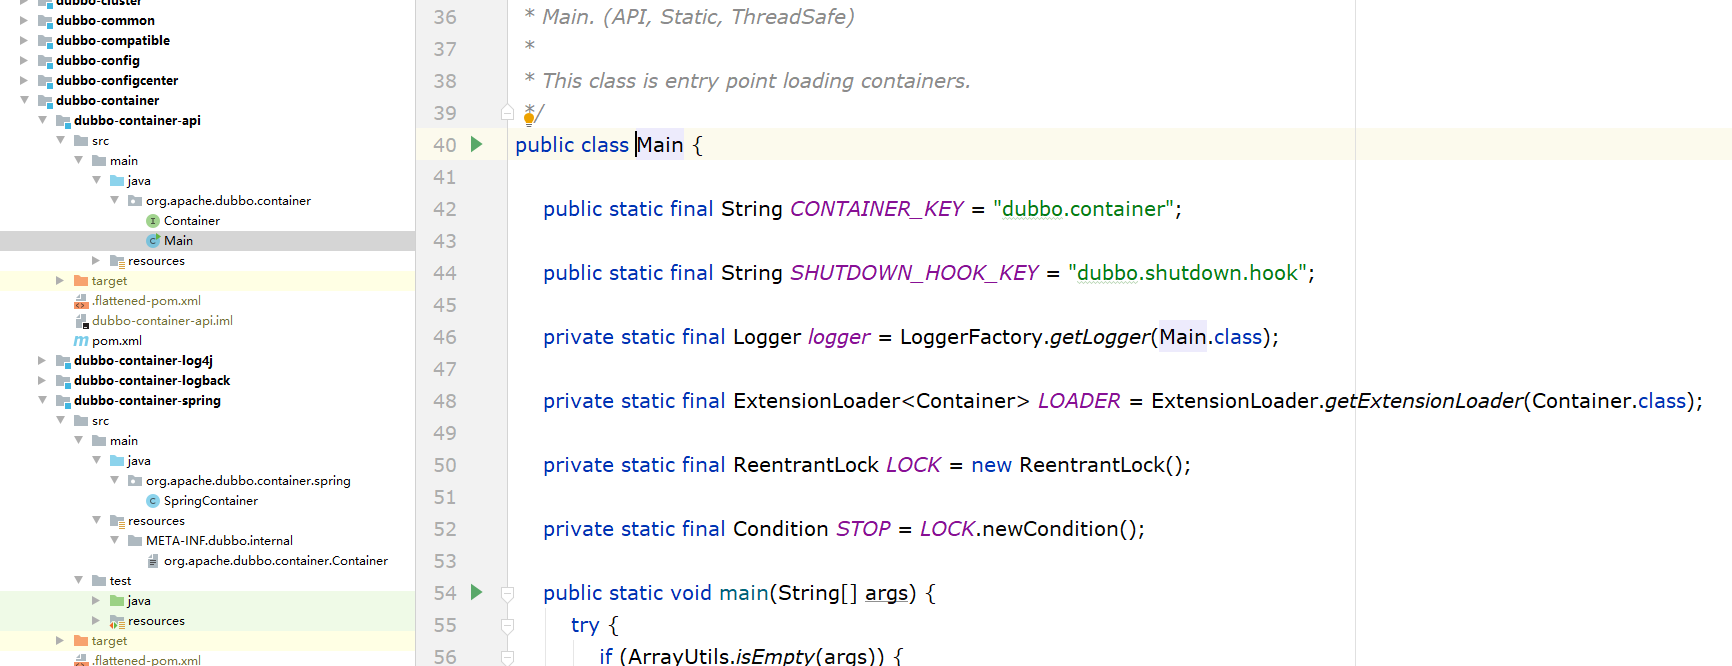 dubbo-cluster
dubbo-common
dubbo-compatible
dubbo-config
dubbo-configcenter
dubbo-container
dubbo-container-api
src
main
java
org.apache.dubbo.container
Container
Main
resources
target
.flattened-pom.xml
dubbo-container-api.iml
pom.xml
dubbo-container-log4j
dubbo-container-logback
dubbo-container-spring
src
main
java
org.apache.dubbo.container.spring
SpringContainer
resources
META-INF.dubbo.internal
org.apache.dubbo.container.Container
test
java
resources
target
.flattened-pom.xml
36 * Main. (API, Static, ThreadSafe)
37 *
38 * This class is entry point loading containers.
39 */
40 public class Main {
41
42 public static final String CONTAINER_KEY = "dubbo.container";
43
44 public static final String SHUTDOWN_HOOK_KEY = "dubbo.shutdown.hook";
45
46 private static final Logger logger = LoggerFactory.getLogger(Main.class);
47
48 private static final ExtensionLoader<Container> LOADER = ExtensionLoader.getExtensionLoader(Container.class);
49
50 private static final ReentrantLock LOCK = new ReentrantLock();
51
52 private static final Condition STOP = LOCK.newCondition();
53
54 public static void main(String[] args) {
55 try {
56 if (ArrayUtils.isEmpty(args)) {